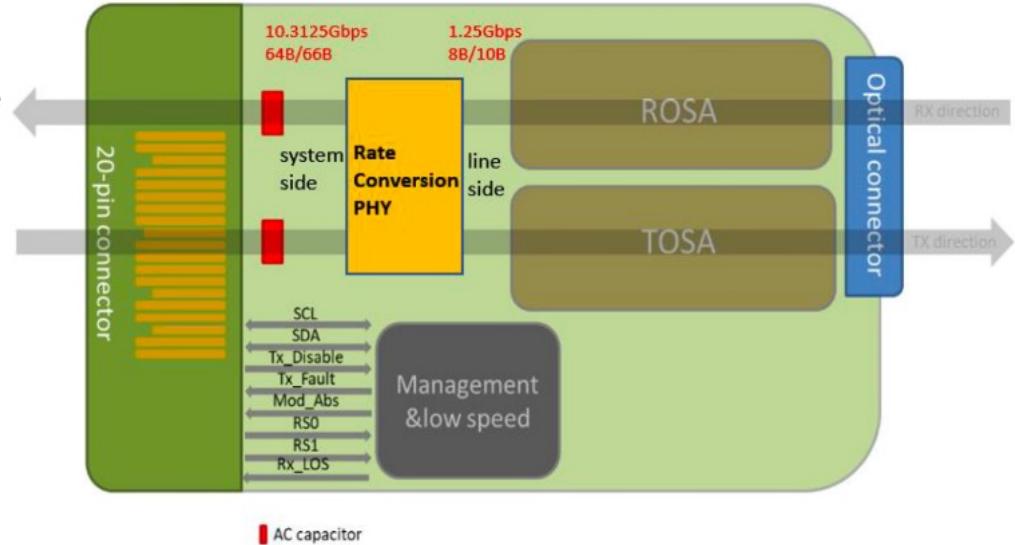 10.3125Gbps
64B/66B
1.25Gbps
8B/10B
ROSA
RX direction
Optical connector
20-pin connector
system
side
Rate
Conversion
PHY
line
side
TOSA
TX direction
SCL
SDA
Tx_Disable
Tx_Fault
Mod_Abs
RS0
RS1
Rx_LOS
Management
&low speed
AC capacitor